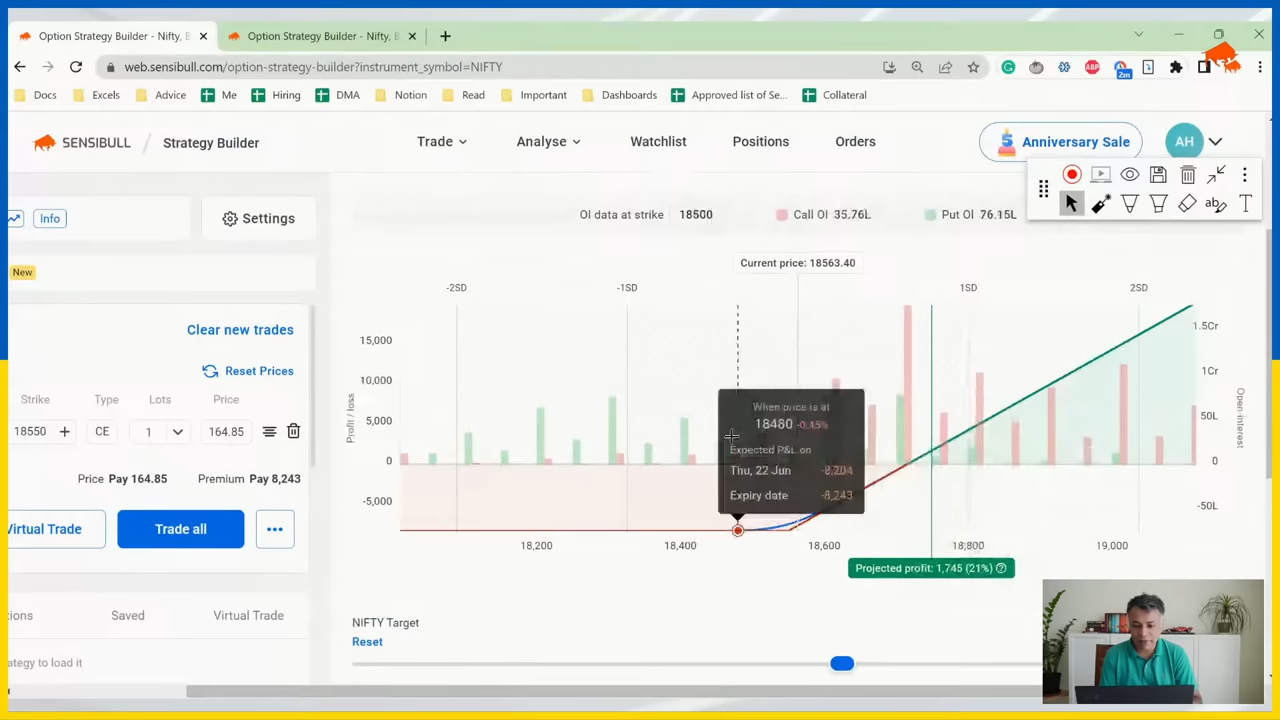 Option Strategy Builder - Nifty, B
Option Strategy Builder - Nifty, B
web.sensibull.com/option-strategy-builder?instrument_symbol=NIFTY
ABP
2m
Docs
Excels
Advice
Me
Hiring
DMA
Notion
Read
Important
Dashboards
Approved list of Se...
Collateral
SENSIBULL / Strategy Builder
Trade
Analyse
Watchlist
Positions
Orders
5 Anniversary Sale
AH
Info
Settings
OI data at strike 18500
Call OI 35.76L
Put OI 76.15L
New
Current price: 18563.40
-2SD
-1SD
1SD
2SD
Clear new trades
Reset Prices
Strike
Type
Lots
Price
18550 +
CE
1
164.85
Price Pay 164.85
Premium Pay 8,243
Virtual Trade
Trade all
...
15,000
10,000
5,000
0
-5,000
Profit / loss
1.5Cr
1Cr
50L
0
-50L
Open-interest
When price is at
18480 -0.45%
Expected P&L on
Thu, 22 Jun -8,204
Expiry date -8,243
18,200
18,400
18,600
18,800
19,000
Projected profit: 1,745 (21%)
tions
Saved
Virtual Trade
ategy to load it
NIFTY Target
Reset